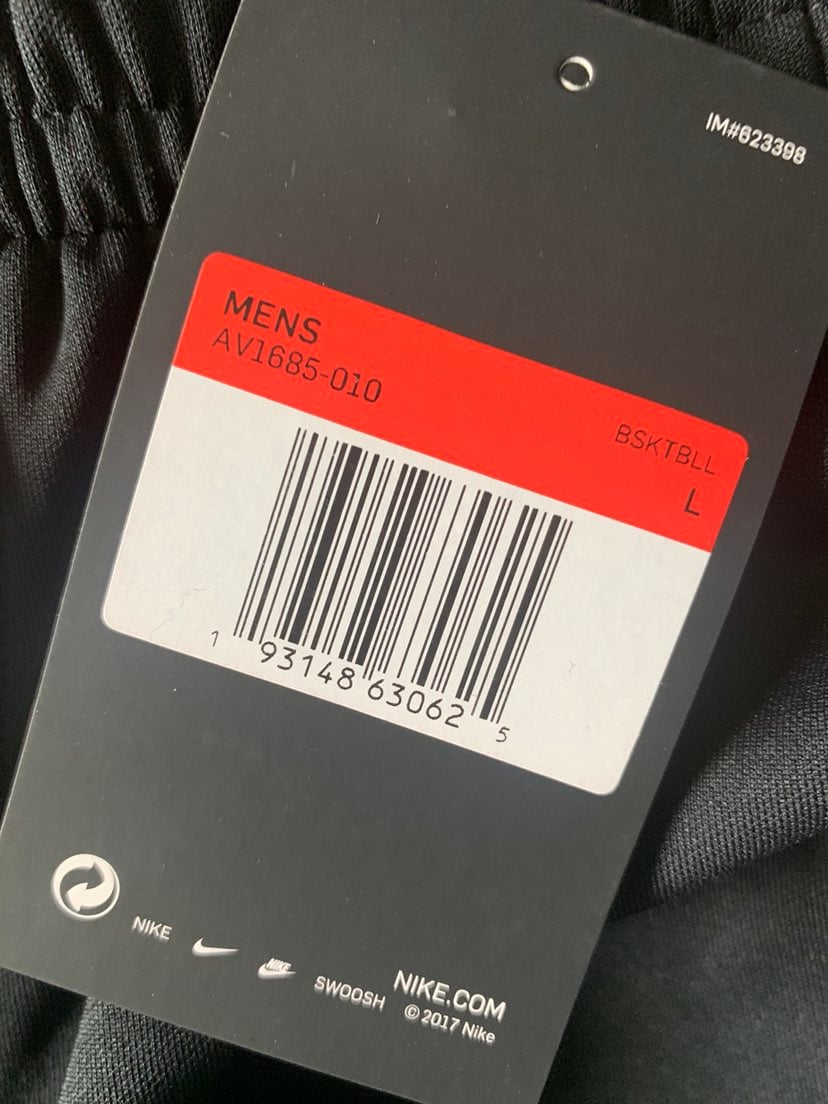 IM#623398
MENS
AV1685-010
BSKTBLL
L
1 93148 63062 5
NIKE NIKE SWOOSH NIKE.COM
© 2017 Nike